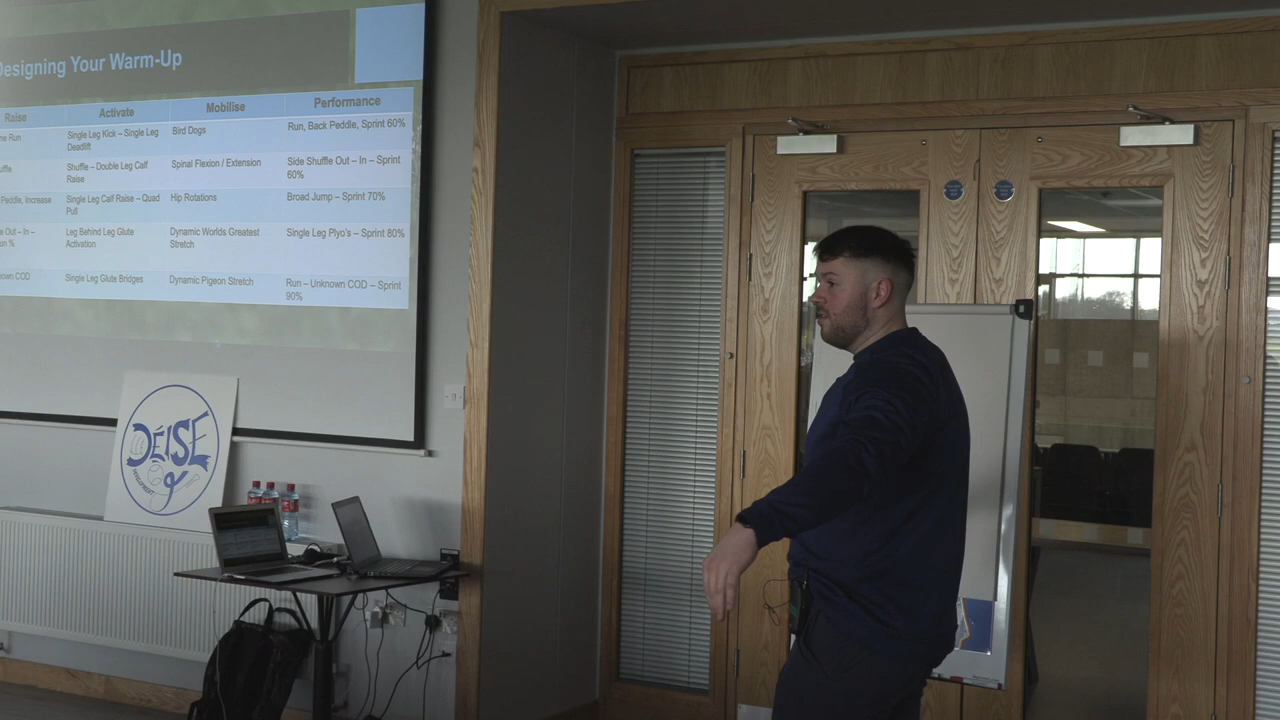 Designing Your Warm-Up
Raise Activate Mobilise Performance
Run Single Leg Kick – Single Leg Bird Dogs Run, Back Peddle, Sprint 60%
Deadlift
Shuffle – Double Leg Calf Spinal Flexion / Extension Side Shuffle Out – In – Sprint
Raise 60%
Peddle, Increase Single Leg Calf Raise – Quad Hip Rotations Broad Jump – Sprint 70%
Pull
Out – In – Leg Behind Leg Glute Dynamic Worlds Greatest Single Leg Plyo's – Sprint 80%
% Activation Stretch
COD Single Leg Glute Bridges Dynamic Pigeon Stretch Run – Unknown COD – Sprint
90%
DÉISE